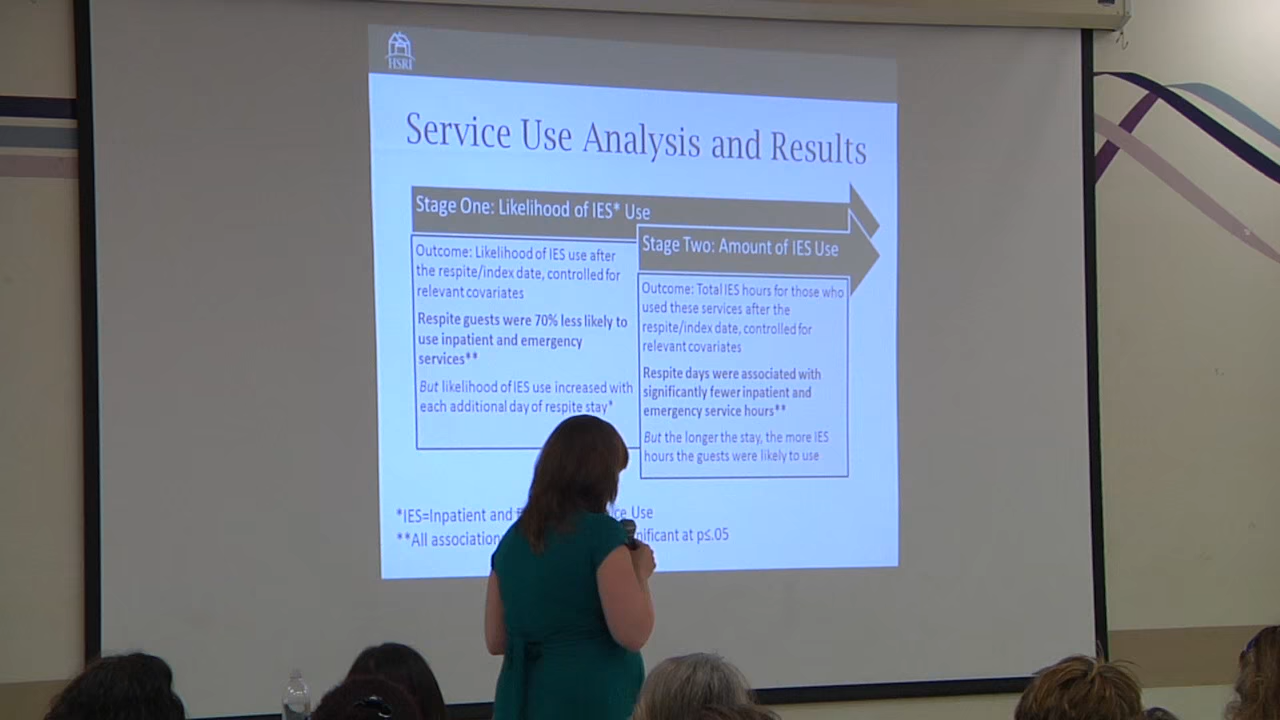 HSRI
Service Use Analysis and Results
Stage One: Likelihood of IES* Use
Outcome: Likelihood of IES use after
the respite/index date, controlled for
relevant covariates
Respite guests were 70% less likely to
use inpatient and emergency
services**
But likelihood of IES use increased with
each additional day of respite stay*
Stage Two: Amount of IES Use
Outcome: Total IES hours for those who
used these services after the
respite/index date, controlled for
relevant covariates
Respite days were associated with
significantly fewer inpatient and
emergency service hours**
But the longer the stay, the more IES
hours the guests were likely to use
*IES=Inpatient and Use
**All at p≤.05